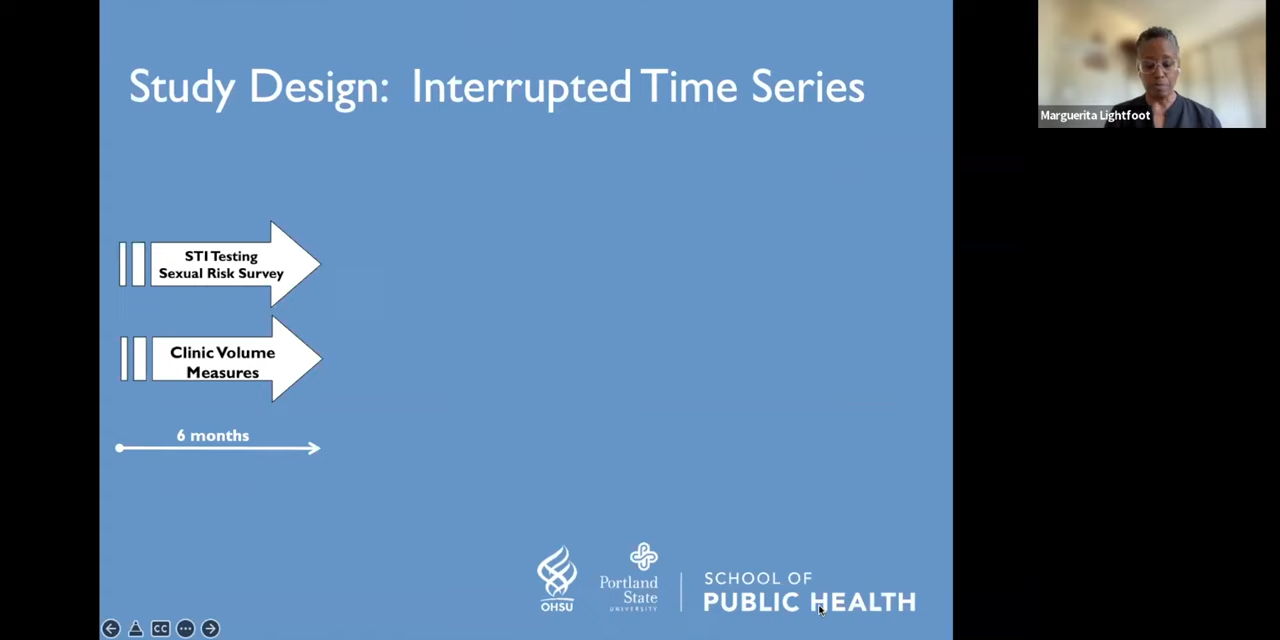 Study Design:  Interrupted Time Series
Marguerita Lightfoot
STI Testing
Sexual Risk Survey
Clinic Volume
Measures
6 months
OHSU
Portland
State
UNIVERSITY
SCHOOL OF
PUBLIC HEALTH
CC